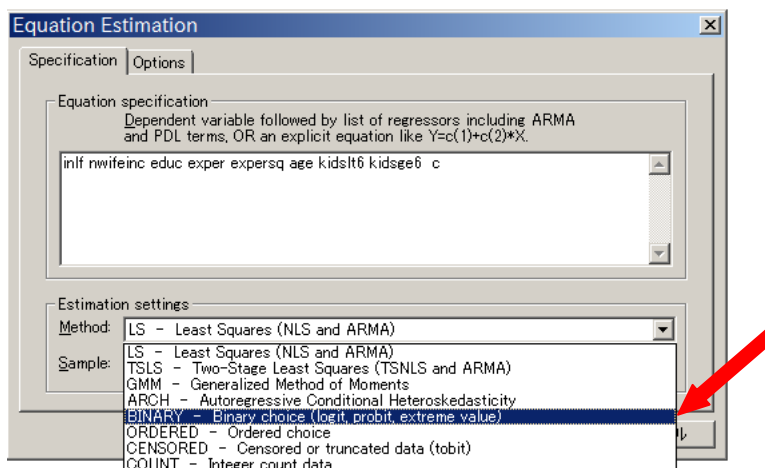 Equation Estimation
Specification Options
Equation specification
Dependent variable followed by list of regressors including ARMA
and PDL terms, OR an explicit equation like Y=c(1)+c(2)*X.
inlf nwifeinc educ exper expersq age kidslt6 kidsge6 c
Estimation settings
Method: LS - Least Squares (NLS and ARMA)
LS - Least Squares (NLS and ARMA)
Sample: TSLS - Two-Stage Least Squares (TSNLS and ARMA)
GMM - Generalized Method of Moments
ARCH - Autoregressive Conditional Heteroskedasticity
BINARY - Binary choice (logit, probit, extreme value)
ORDERED - Ordered choice
CENSORED - Censored or truncated data (tobit)
COUNT - Integer count data